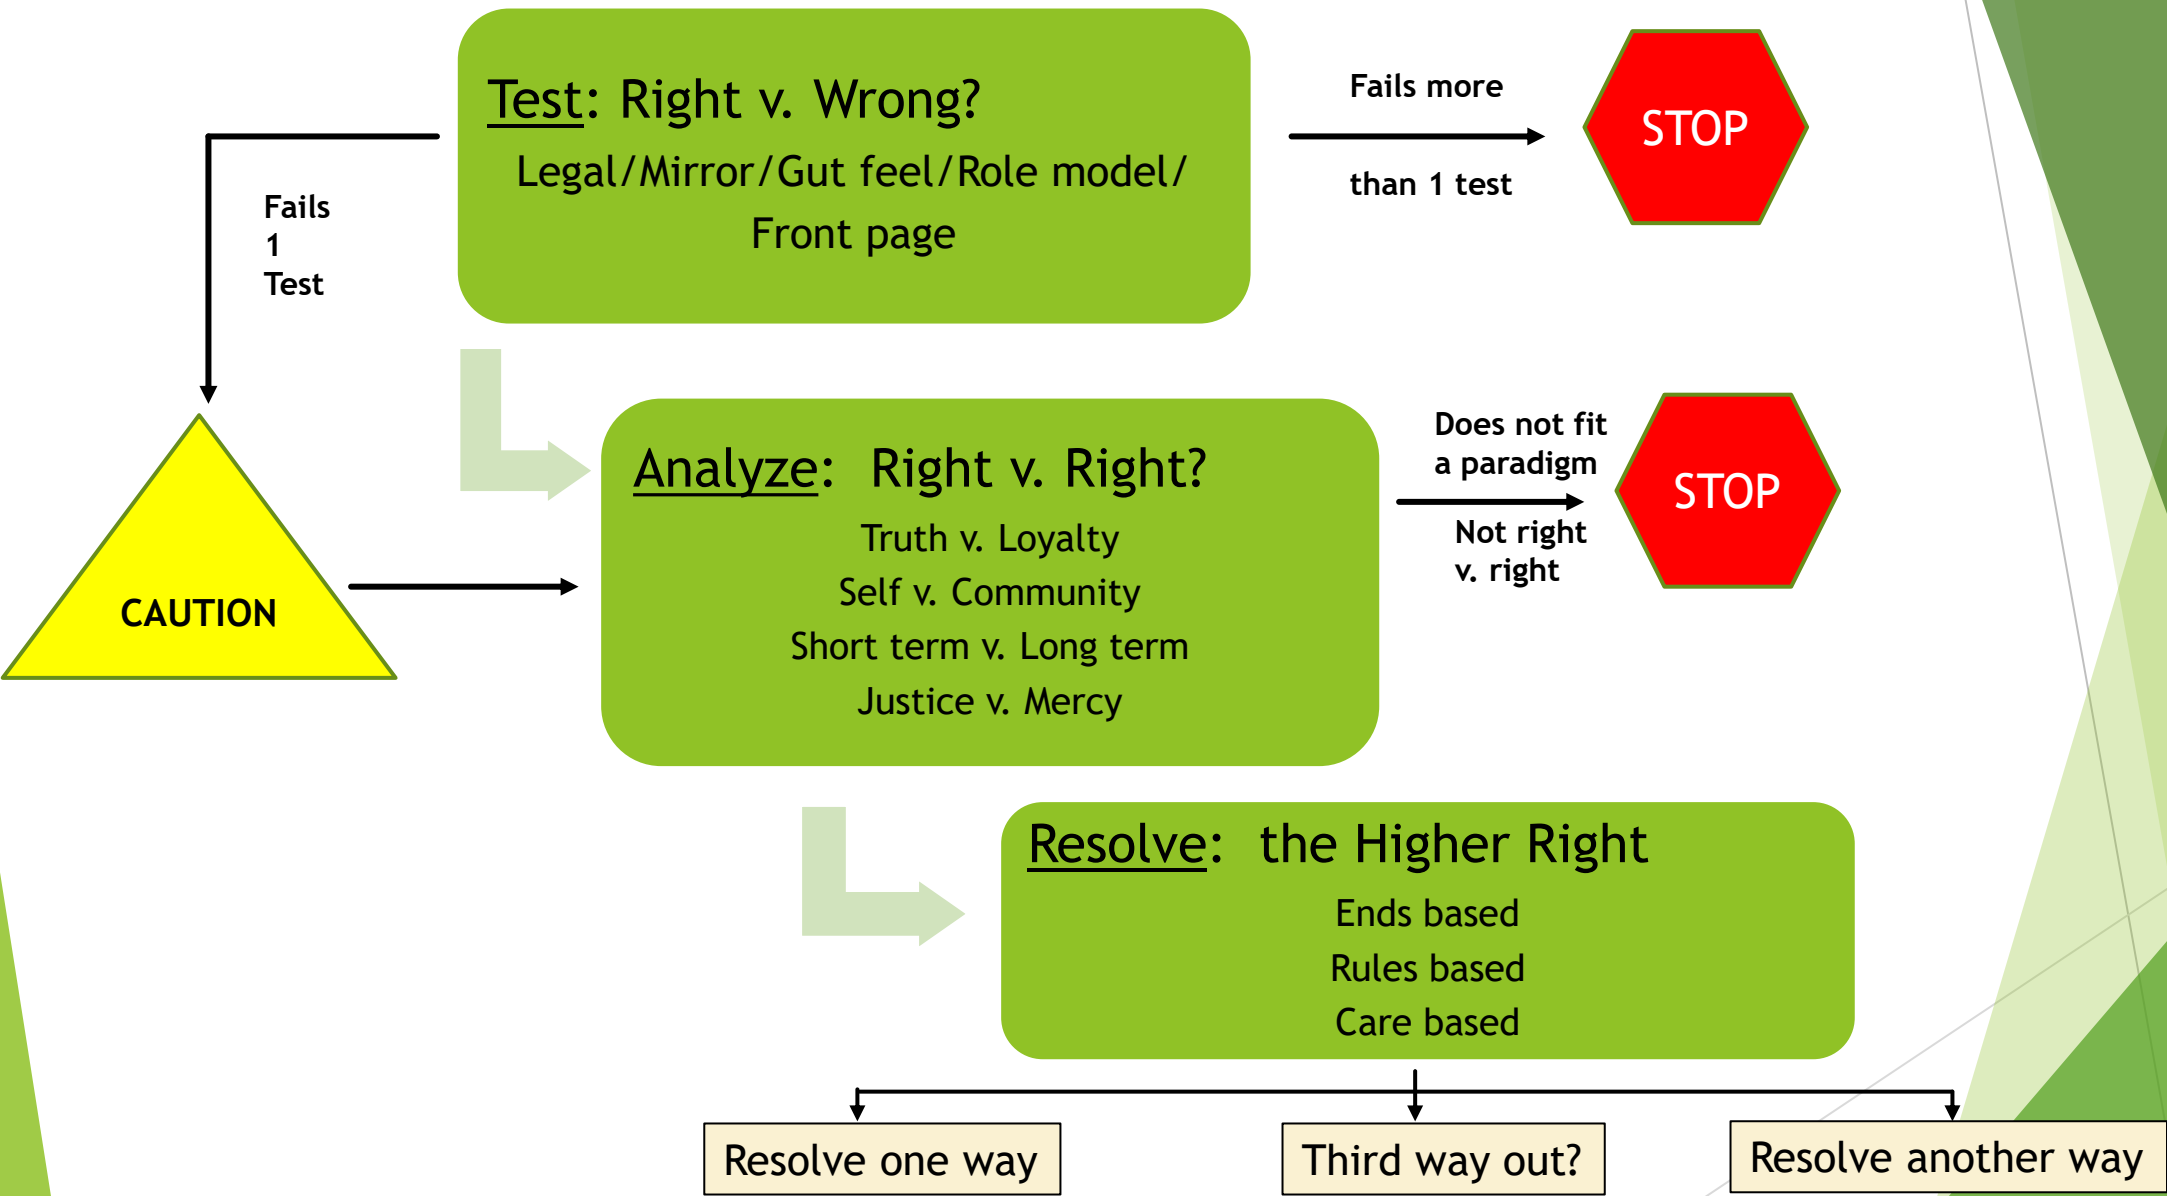 Test: Right v. Wrong?
Legal/Mirror/Gut feel/Role model/
Front page
Fails more
than 1 test
STOP
Fails
1
Test
CAUTION
Analyze: Right v. Right?
Truth v. Loyalty
Self v. Community
Short term v. Long term
Justice v. Mercy
Does not fit
a paradigm
Not right
v. right
STOP
Resolve: the Higher Right
Ends based
Rules based
Care based
Resolve one way
Third way out?
Resolve another way